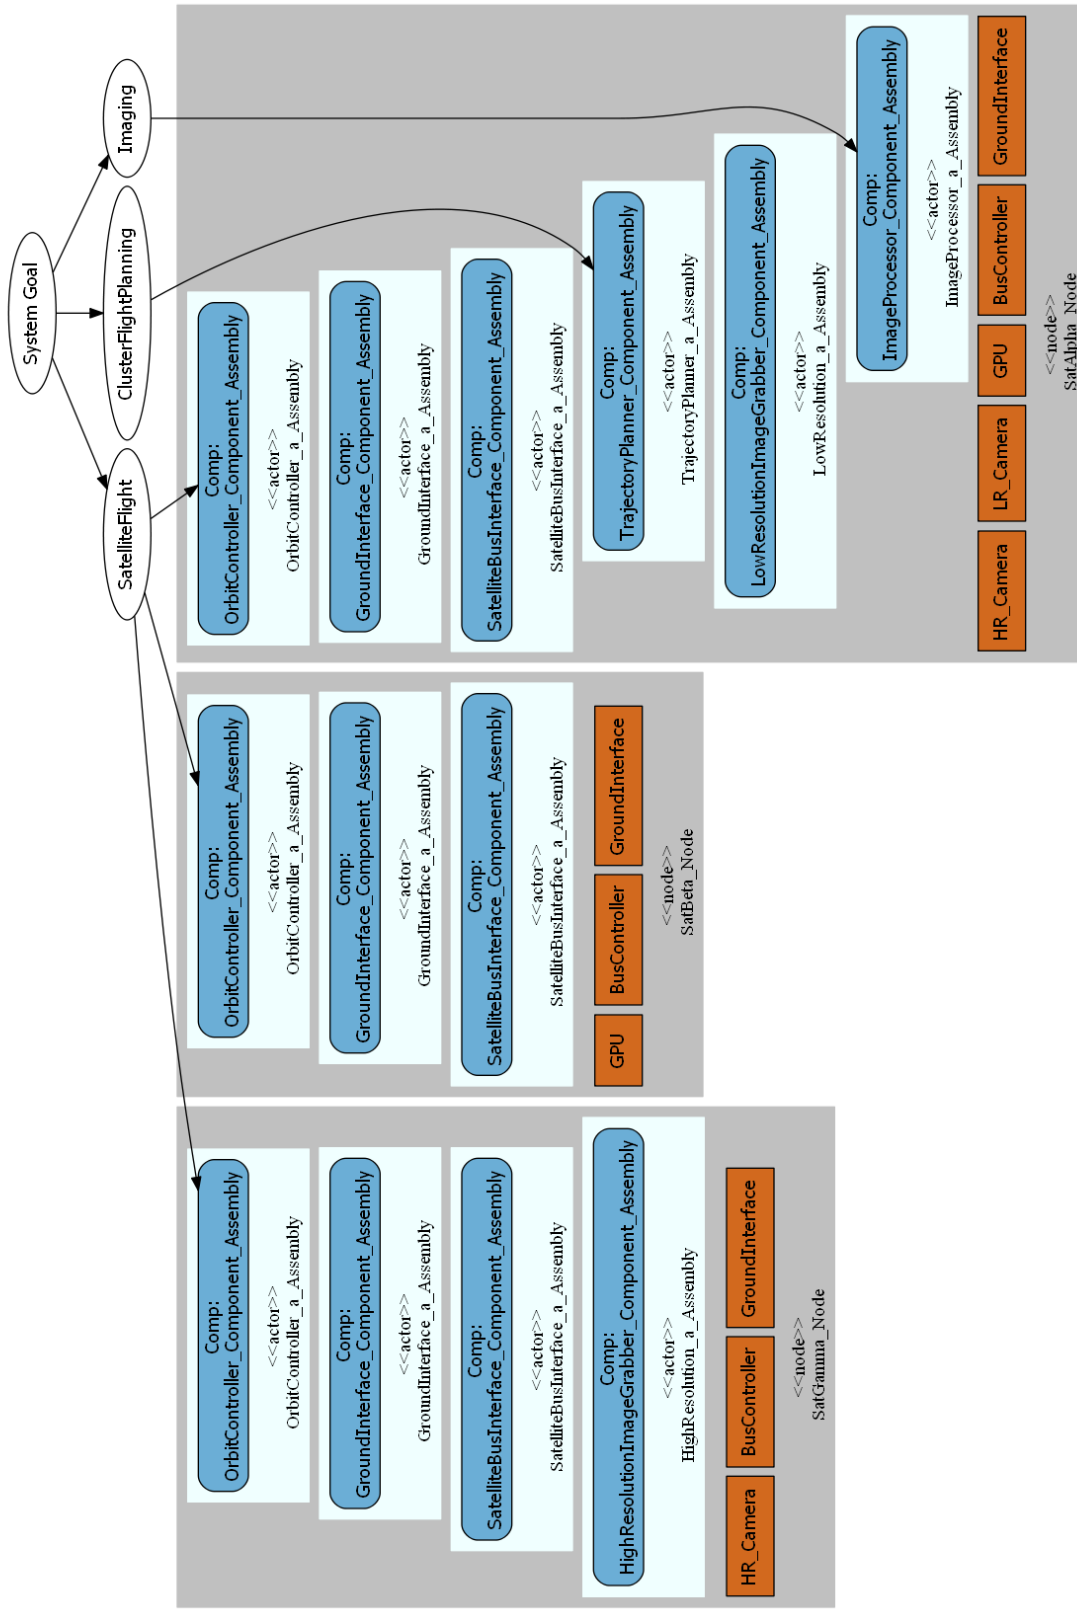 System Goal
SatelliteFlight
ClusterFlightPlanning
Imaging
Comp:
OrbitController_Component_Assembly
<<actor>>
OrbitController_a_Assembly
Comp:
GroundInterface_Component_Assembly
<<actor>>
GroundInterface_a_Assembly
Comp:
SatelliteBusInterface_Component_Assembly
<<actor>>
SatelliteBusInterface_a_Assembly
Comp:
HighResolutionImageGrabber_Component_Assembly
<<actor>>
HighResolution_a_Assembly
HR_Camera
BusController
GroundInterface
<<node>>
SatGamma_Node
Comp:
OrbitController_Component_Assembly
<<actor>>
OrbitController_a_Assembly
Comp:
GroundInterface_Component_Assembly
<<actor>>
GroundInterface_a_Assembly
Comp:
SatelliteBusInterface_Component_Assembly
<<actor>>
SatelliteBusInterface_a_Assembly
GPU
BusController
GroundInterface
<<node>>
SatBeta_Node
Comp:
OrbitController_Component_Assembly
<<actor>>
OrbitController_a_Assembly
Comp:
GroundInterface_Component_Assembly
<<actor>>
GroundInterface_a_Assembly
Comp:
SatelliteBusInterface_Component_Assembly
<<actor>>
SatelliteBusInterface_a_Assembly
Comp:
TrajectoryPlanner_Component_Assembly
<<actor>>
TrajectoryPlanner_a_Assembly
Comp:
LowResolutionImageGrabber_Component_Assembly
<<actor>>
LowResolution_a_Assembly
Comp:
ImageProcessor_Component_Assembly
<<actor>>
ImageProcessor_a_Assembly
HR_Camera
LR_Camera
GPU
BusController
GroundInterface
<<node>>
SatAlpha_Node